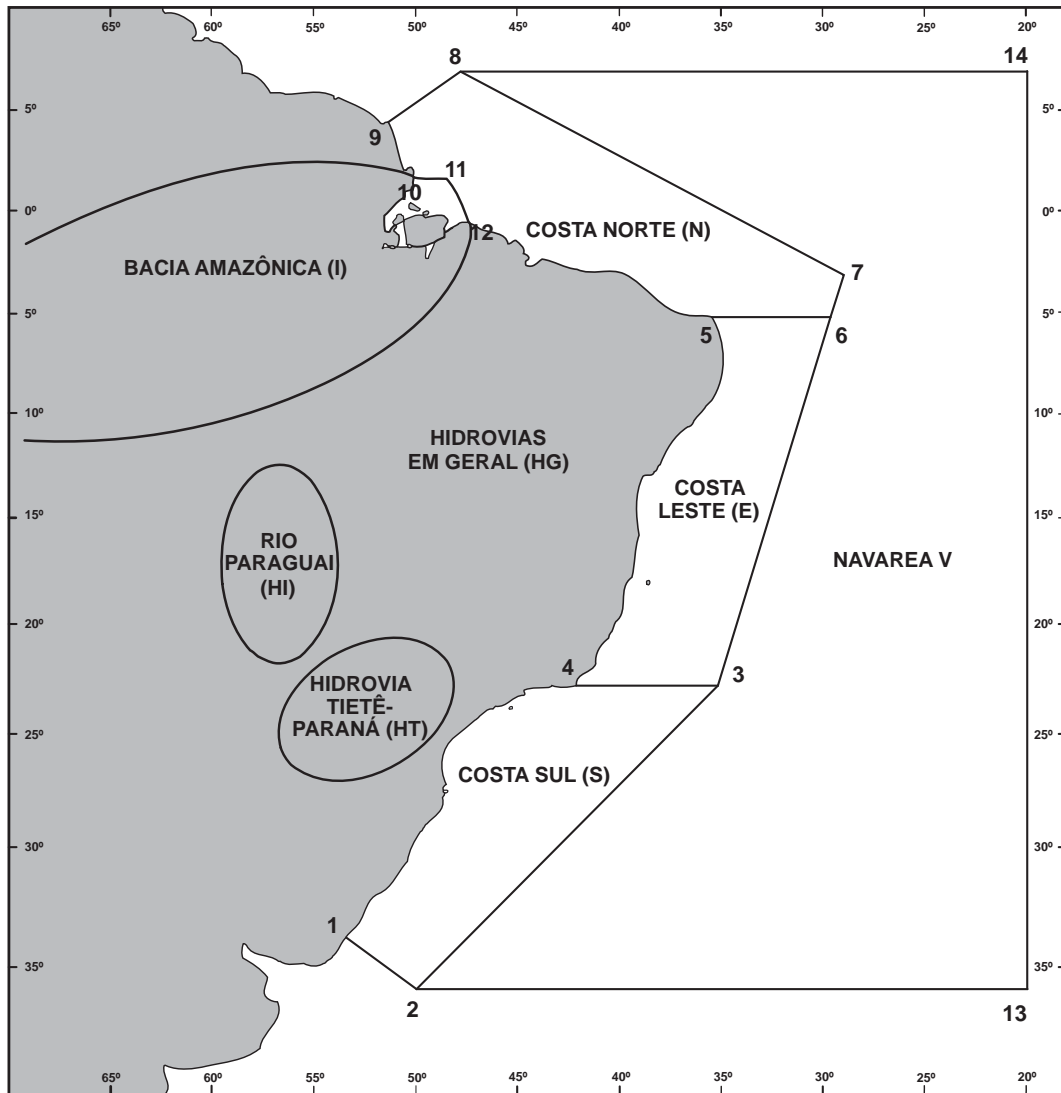 65º 60º 55º 50º 45º 40º 35º 30º 25º 20º
8 14
5º 5º
9
11
10
0º 0º
12
COSTA NORTE (N)
BACIA AMAZÔNICA (I)
7
5º 5º
5 6
10º 10º
HIDROVIAS
EM GERAL (HG)
COSTA
LESTE (E)
15º 15º
RIO
PARAGUAI
(HI)
NAVAREA V
20º 20º
4 3
HIDROVIA
TIETÊ-
PARANÁ (HT)
25º 25º
COSTA SUL (S)
30º 30º
1
35º 35º
2 13
65º 60º 55º 50º 45º 40º 35º 30º 25º 20º